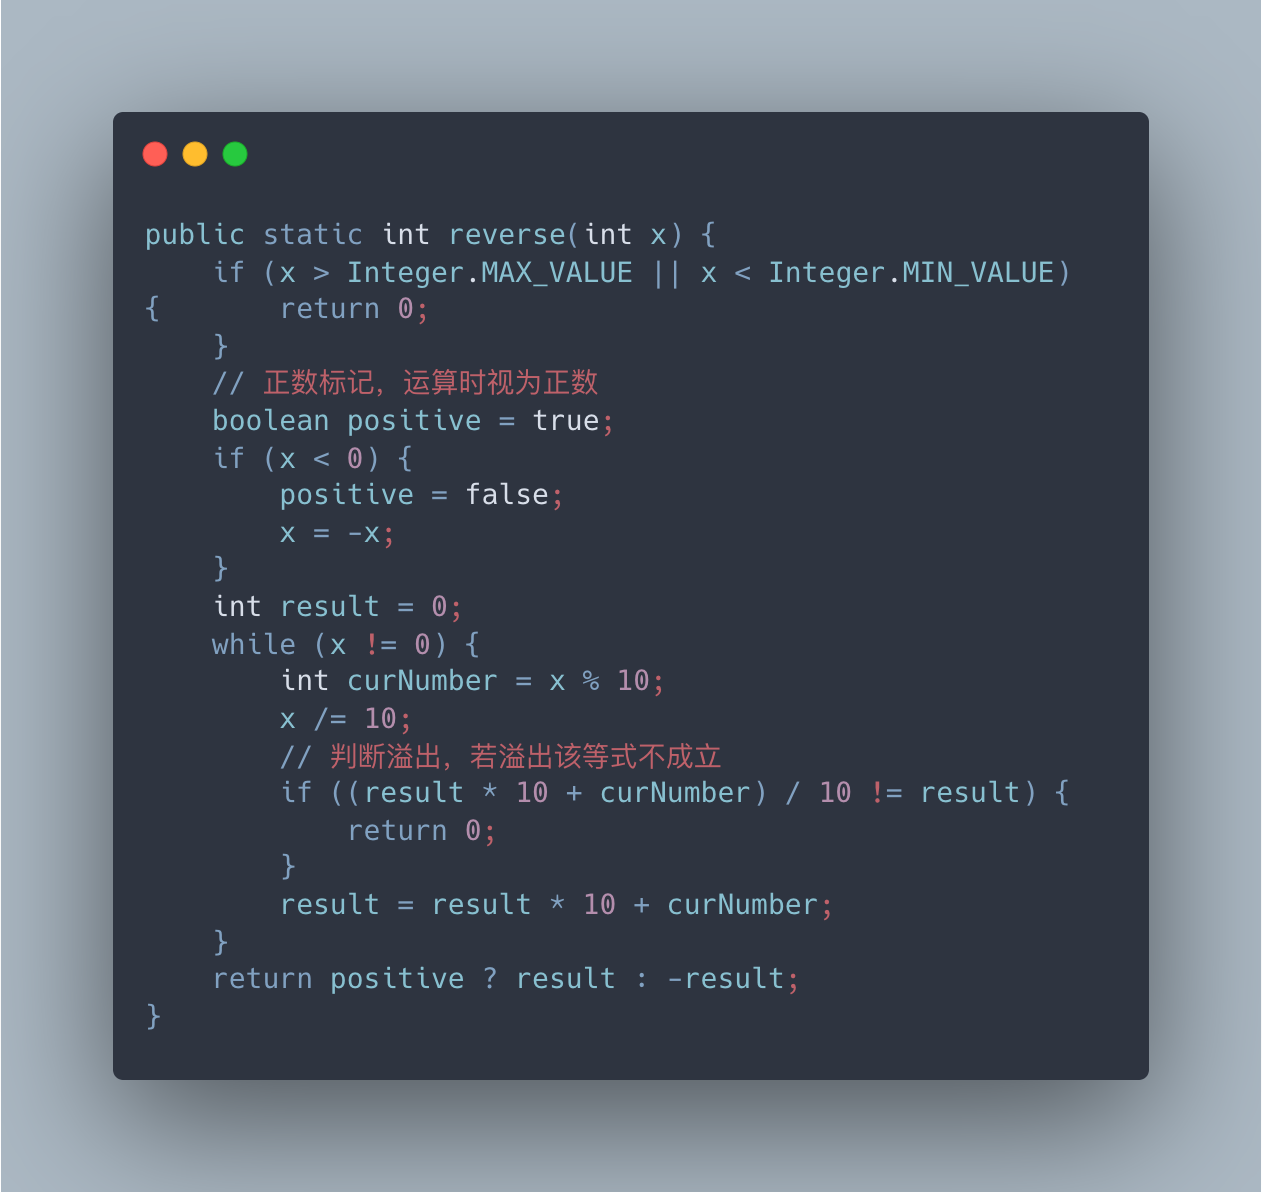 public static int reverse(int x) {
    if (x > Integer.MAX_VALUE || x < Integer.MIN_VALUE)
{       return 0;
    }
    // 正数标记，运算时视为正数
    boolean positive = true;
    if (x < 0) {
        positive = false;
        x = -x;
    }
    int result = 0;
    while (x != 0) {
        int curNumber = x % 10;
        x /= 10;
        // 判断溢出，若溢出该等式不成立
        if ((result * 10 + curNumber) / 10 != result) {
            return 0;
        }
        result = result * 10 + curNumber;
    }
    return positive ? result : -result;
}